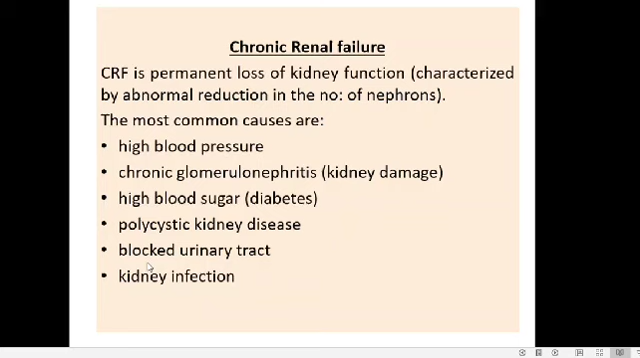 Chronic Renal failure
CRF is permanent loss of kidney function (characterized
by abnormal reduction in the no: of nephrons).
The most common causes are:
• high blood pressure
• chronic glomerulonephritis (kidney damage)
• high blood sugar (diabetes)
• polycystic kidney disease
• blocked urinary tract
• kidney infection